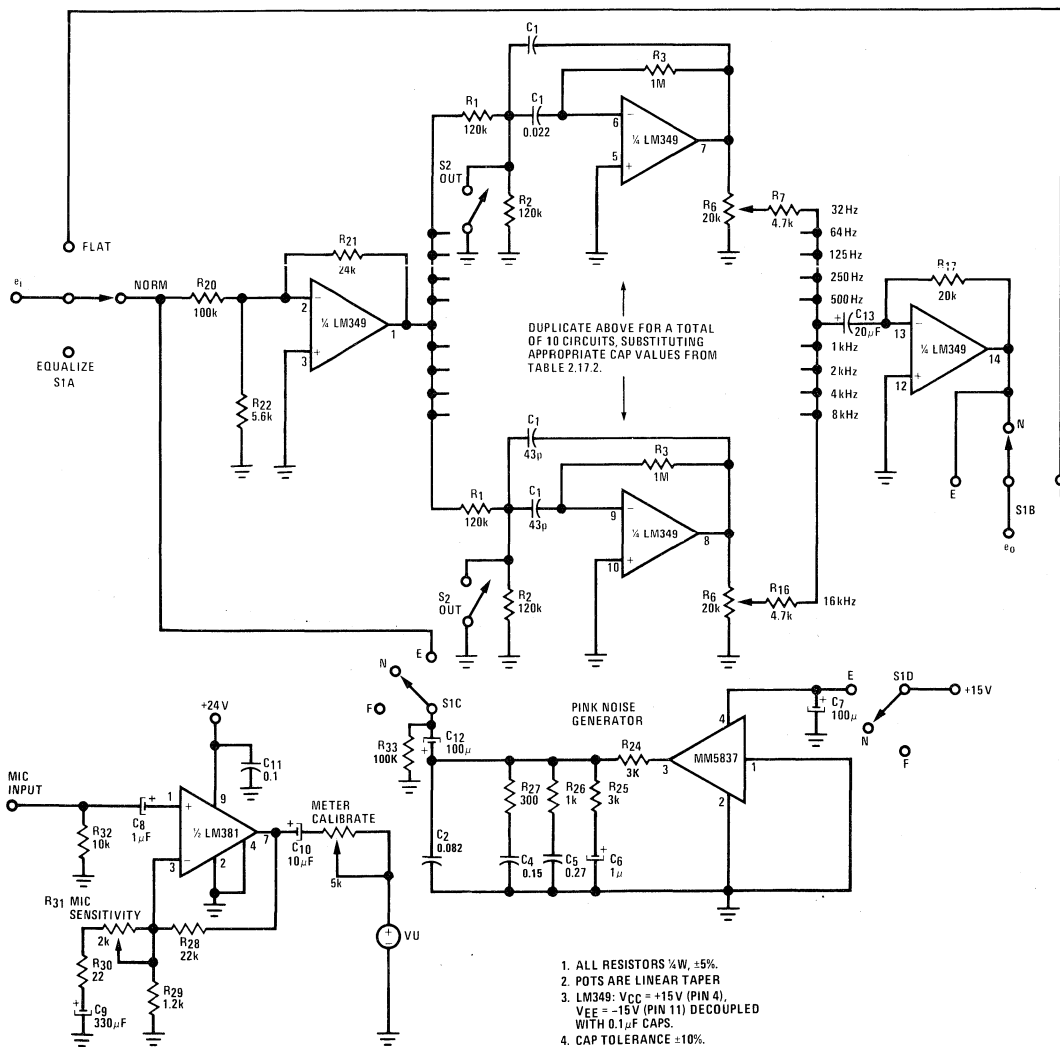 C1
R3
1M
R1
120k
C1
0.022
6
5
¼ LM349
7
S2
OUT
R2
120k
R6
20k
R7
4.7k
32 Hz
64 Hz
125 Hz
250 Hz
500 Hz
1 kHz
2 kHz
4 kHz
8 kHz
FLAT
eI
NORM
EQUALIZE
S1A
R20
100k
R21
24k
2
3
¼ LM349
1
R22
5.6k
DUPLICATE ABOVE FOR A TOTAL
OF 10 CIRCUITS, SUBSTITUTING
APPROPRIATE CAP VALUES FROM
TABLE 2.17.2.
+
C13
20µF
R17
20k
13
12
¼ LM349
14
N
E
S1B
eO
C1
43p
R3
1M
R1
120k
C1
43p
9
10
¼ LM349
8
S2
OUT
R2
120k
R6
20k
R16
4.7k
16 kHz
E
N
F
S1C
R33
100K
C12
100µ
+
PINK NOISE
GENERATOR
R24
3K
3
MM5837
4
1
2
+
C7
100µ
E
S1D
+15V
N
F
R27
300
R26
1k
R25
3k
C2
0.082
C4
0.15
C5
0.27
+
C6
1µ
+24V
C11
0.1
MIC
INPUT
R32
10k
C8
1µF
+
1
3
9
½ LM381
7
2
4
+
C10
10µF
METER
CALIBRATE
5k
VU
R31 MIC
SENSITIVITY
2k
R28
22k
R30
22
R29
1.2k
+
C9
330µF
1. ALL RESISTORS ¼W, ±5%.
2. POTS ARE LINEAR TAPER
3. LM349: VCC = +15V (PIN 4),
VEE = –15V (PIN 11) DECOUPLED
WITH 0.1µF CAPS.
4. CAP TOLERANCE ±10%.